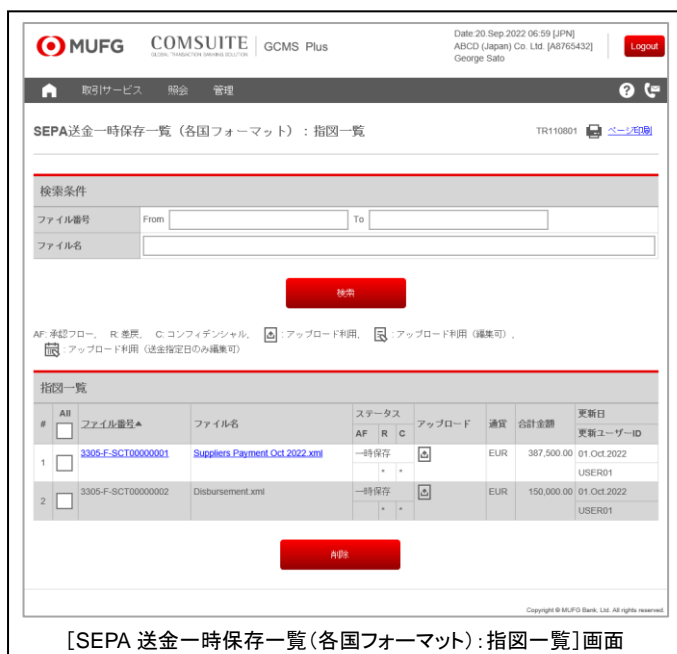 MUFG COMSUITE GCMS Plus
GLOBAL TRANSACTION BANKING SOLUTION
Date:20.Sep.2022 06:59 [JPN]
ABCD (Japan) Co. Ltd. [A8765432]
George Sato
Logout
取引サービス 照会 管理
SEPA送金一時保存一覧(各国フォーマット):指図一覧
TR110801 ページ印刷
検索条件
ファイル番号 From To
ファイル名
検索
AF: 承認フロー, R: 差戻, C: コンフィデンシャル, :アップロード利用, :アップロード利用(編集可),
:アップロード利用(送金指定日のみ編集可)
指図一覧
# All ファイル番号▲ ファイル名 ステータス アップロード 通貨 合計金額 更新日
AF R C 更新ユーザーID
1 3305-F-SCT00000001 Suppliers Payment Oct 2022.xml 一時保存 EUR 387,500.00 01.Oct.2022
* * USER01
2 3305-F-SCT00000002 Disbursement.xml 一時保存 EUR 150,000.00 01.Oct.2022
* * USER01
削除
Copyright © MUFG Bank, Ltd. All rights reserved.
[SEPA 送金一時保存一覧(各国フォーマット):指図一覧]画面